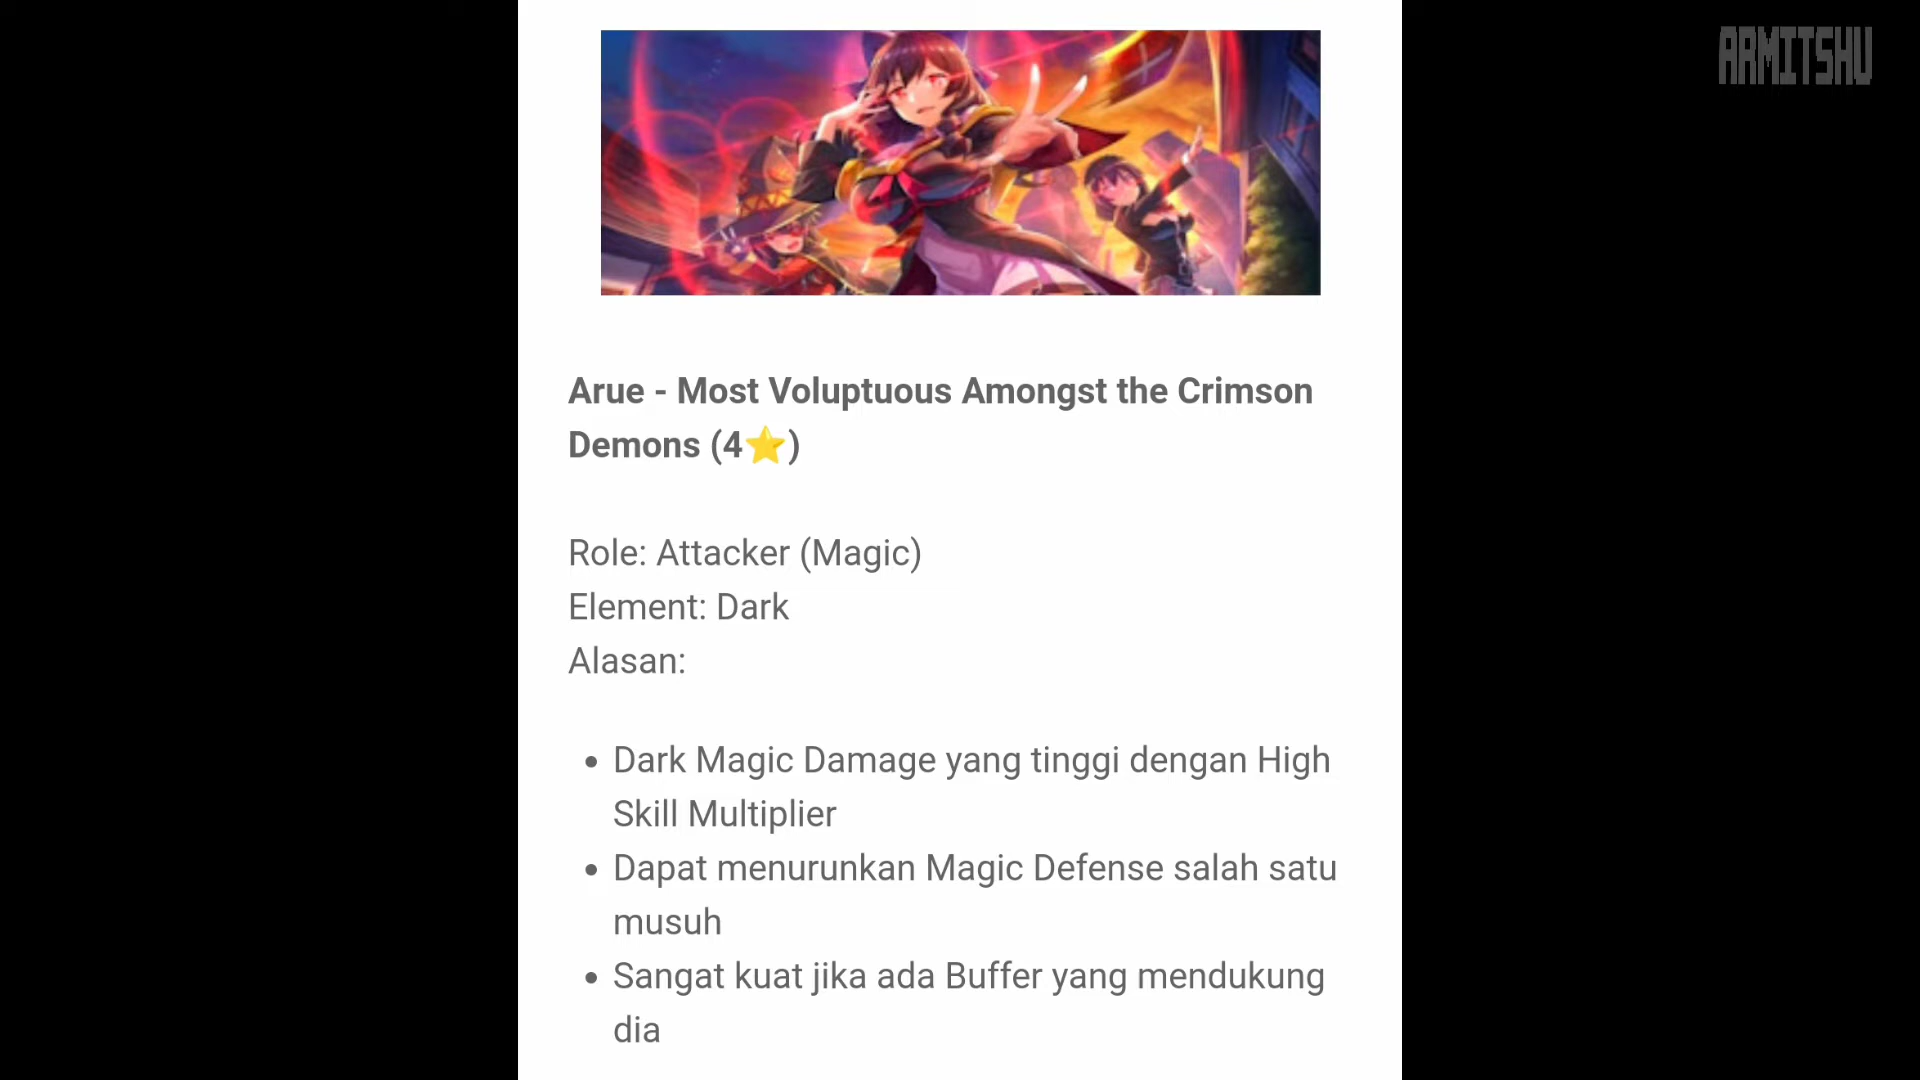 ARMITSHU
Arue - Most Voluptuous Amongst the Crimson
Demons (4⭐)
Role: Attacker (Magic)
Element: Dark
Alasan:
• Dark Magic Damage yang tinggi dengan High
Skill Multiplier
• Dapat menurunkan Magic Defense salah satu
musuh
• Sangat kuat jika ada Buffer yang mendukung
dia